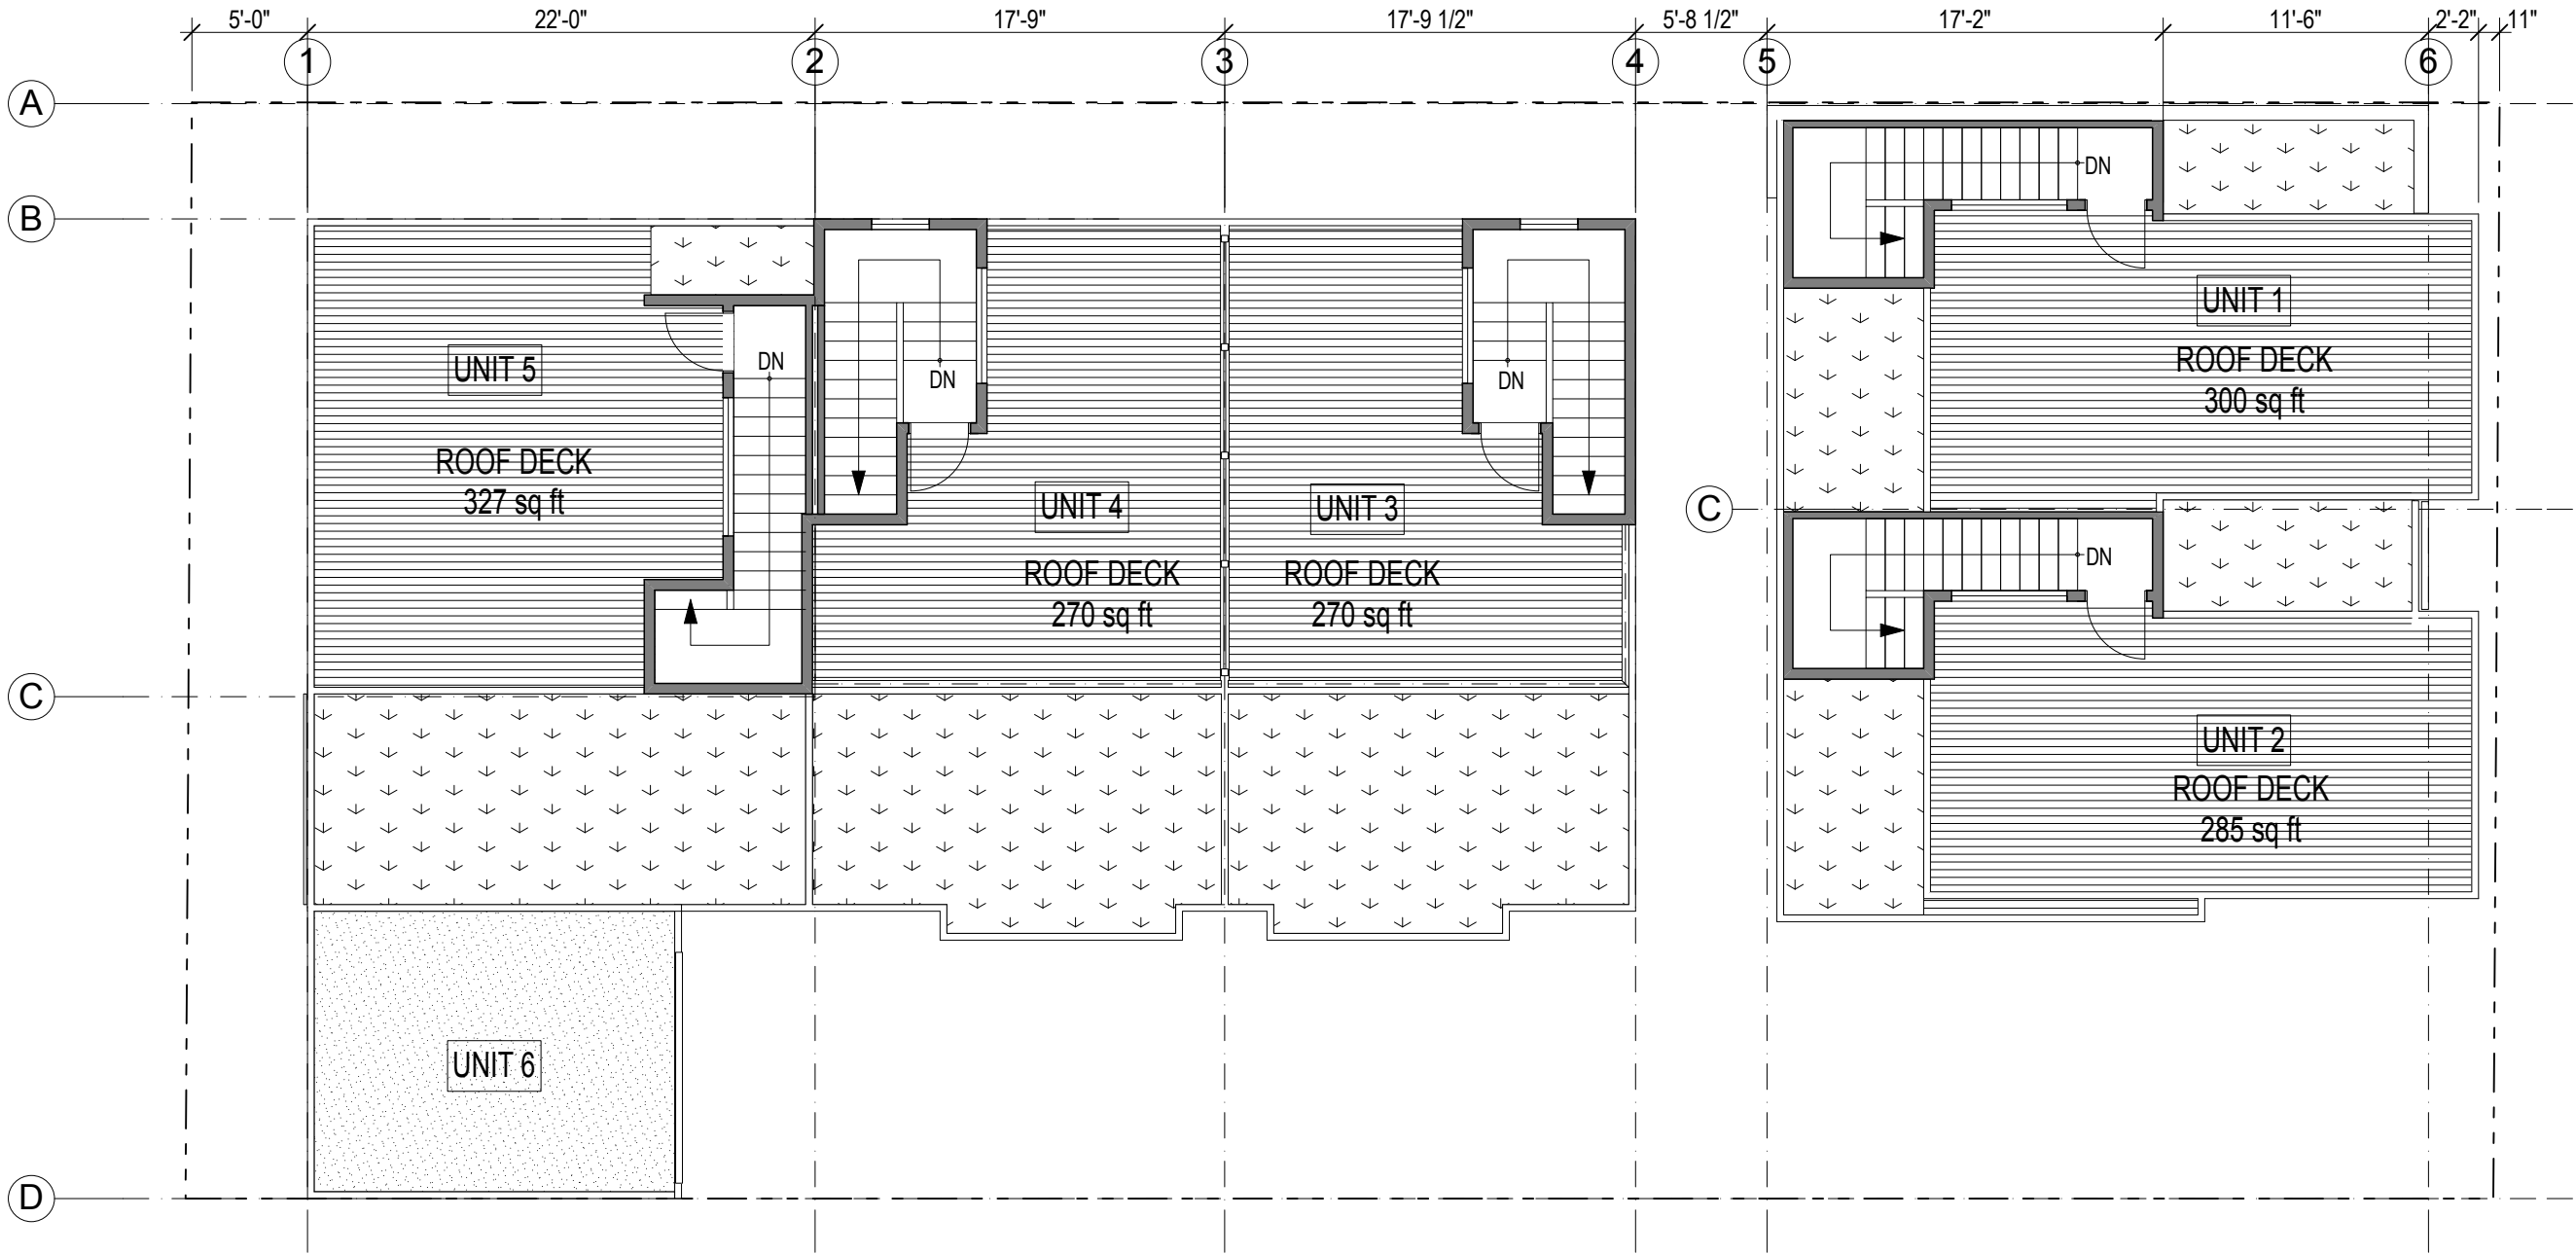 5'-0" 22'-0" 17'-9" 17'-9 1/2" 5'-8 1/2" 17'-2" 11'-6" 2'-2" 11"
1 2 3 4 5 6
A
B
DN
UNIT 1
ROOF DECK
300 sq ft
DN
UNIT 5
ROOF DECK
327 sq ft
DN
UNIT 4
ROOF DECK
270 sq ft
DN
UNIT 3
ROOF DECK
270 sq ft
C
DN
UNIT 2
ROOF DECK
285 sq ft
C
UNIT 6
D